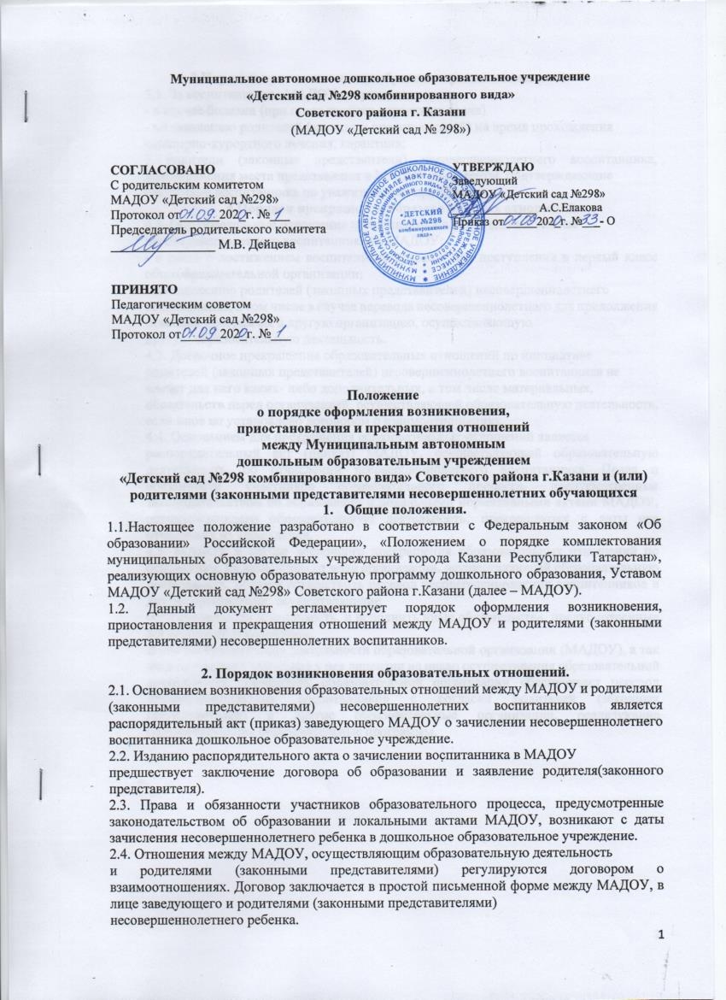 Муниципальное автономное дошкольное образовательное учреждение
«Детский сад №298 комбинированного вида»
Советского района г. Казани
(МАДОУ «Детский сад № 298»)
СОГЛАСОВАНО
С родительским комитетом
МАДОУ «Детский сад №298»
Протокол от 01.09 2020г. № 1
Председатель родительского комитета
М.В. Дейцева
УТВЕРЖДАЮ
Заведующий
МАДОУ «Детский сад №298»
А.С.Елакова
Приказ от 01.09 2020г. № 33 - О
«ДЕТСКИЙ
САД №298
комбинированного
вида»
ПРИНЯТО
Педагогическим советом
МАДОУ «Детский сад №298»
Протокол от 01.09 2020г. № 1
Положение
о порядке оформления возникновения,
приостановления и прекращения отношений
между Муниципальным автоимным
дошкольным образовательным учреждением
«Детский сад №298 комбинированного вида» Советского района г.Казани и (или)
родителями (законными представителями несовершеннолетних обучающихся
1. Общие положения.
1.1.Настоящее положение разработано в соответствии с Федеральным законом «Об
образовании» Российской Федерации», «Положением о порядке комплектования
муниципальных образовательных учреждений города Казани Республики Татарстан»,
реализующих основную образовательную программу дошкольного образования, Уставом
МАДОУ «Детский сад №298» Советского района г.Казани (далее – МАДОУ).
1.2. Данный документ регламентирует порядок оформления возникновения,
приостановления и прекращения отношений между МАДОУ и родителями (законными
представителями) несовершеннолетних воспитанников.
2. Порядок возникновения образовательных отношений.
2.1. Основанием возникновения образовательных отношений между МАДОУ и родителями
(законными представителями) несовершеннолетних воспитанников является
распорядительный акт (приказ) заведующего МАДОУ о зачислении несовершеннолетнего
воспитанника дошкольное образовательное учреждение.
2.2. Изданию распорядительного акта о зачислении воспитанника в МАДОУ
предшествует заключение договора об образовании и заявление родителя(законного
представителя).
2.3. Права и обязанности участников образовательного процесса, предусмотренные
законодательством об образовании и локальными актами МАДОУ, возникают с даты
зачисления несовершеннолетнего ребенка в дошкольное образовательное учреждение.
2.4. Отношения между МАДОУ, осуществляющим образовательную деятельность
и родителями (законными представителями) регулируются договором о
взаимоотношениях. Договор заключается в простой письменной форме между МАДОУ, в
лице заведующего и родителями (законными представителями)
несовершеннолетнего ребенка.
1